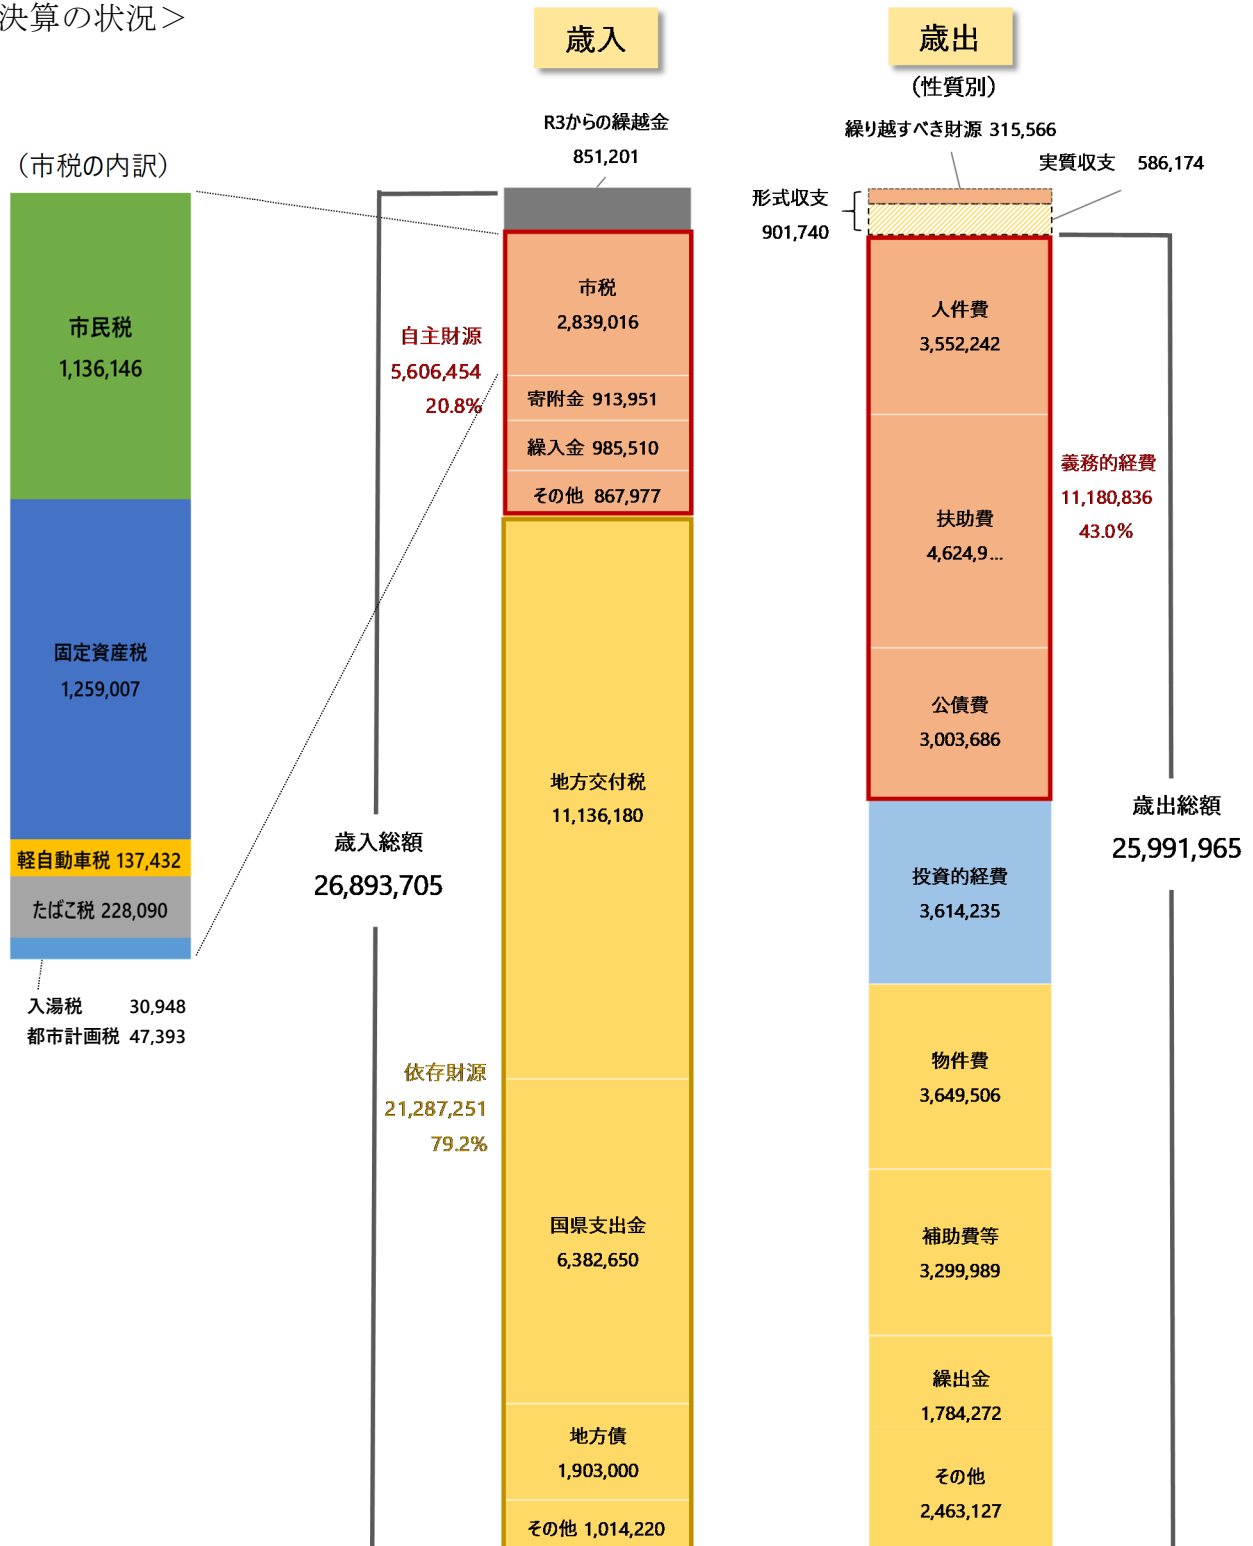 決算の状況＞
歳入
歳出
(性質別)
R3からの繰越金
851,201
繰り越すべき財源 315,566
実質収支 586,174
形式収支
901,740
（市税の内訳）
市民税
1,136,146
固定資産税
1,259,007
軽自動車税 137,432
たばこ税 228,090
入湯税 30,948
都市計画税 47,393
自主財源
5,606,454
20.8%
市税
2,839,016
寄附金 913,951
繰入金 985,510
その他 867,977
歳入総額
26,893,705
依存財源
21,287,251
79.2%
地方交付税
11,136,180
国県支出金
6,382,650
地方債
1,903,000
その他 1,014,220
人件費
3,552,242
扶助費
4,624,9...
公債費
3,003,686
義務的経費
11,180,836
43.0%
投資的経費
3,614,235
物件費
3,649,506
補助費等
3,299,989
繰出金
1,784,272
その他
2,463,127
歳出総額
25,991,965